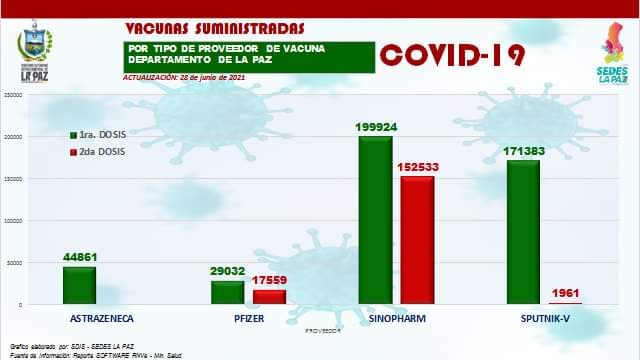 VACUNAS SUMINISTRADAS
POR TIPO DE PROVEEDOR DE VACUNA
DEPARTAMENTO DE LA PAZ
COVID-19
ACTUALIZACIÓN: 28 de junio de 2021
LA PAZ
SEDES
LA PAZ
1ra. DOSIS
2da DOSIS
250000
200000
150000
100000
50000
0
44861
29032
17559
199924
152533
171383
1961
ASTRAZENECA
PFIZER
SINOPHARM
SPUTNIK-V
PROVEEDOR
Grafico elaborado por: SDIS - SEDES LA PAZ
Fuente de Información: Reporte SOFTWARE RNVe - Min. Salud